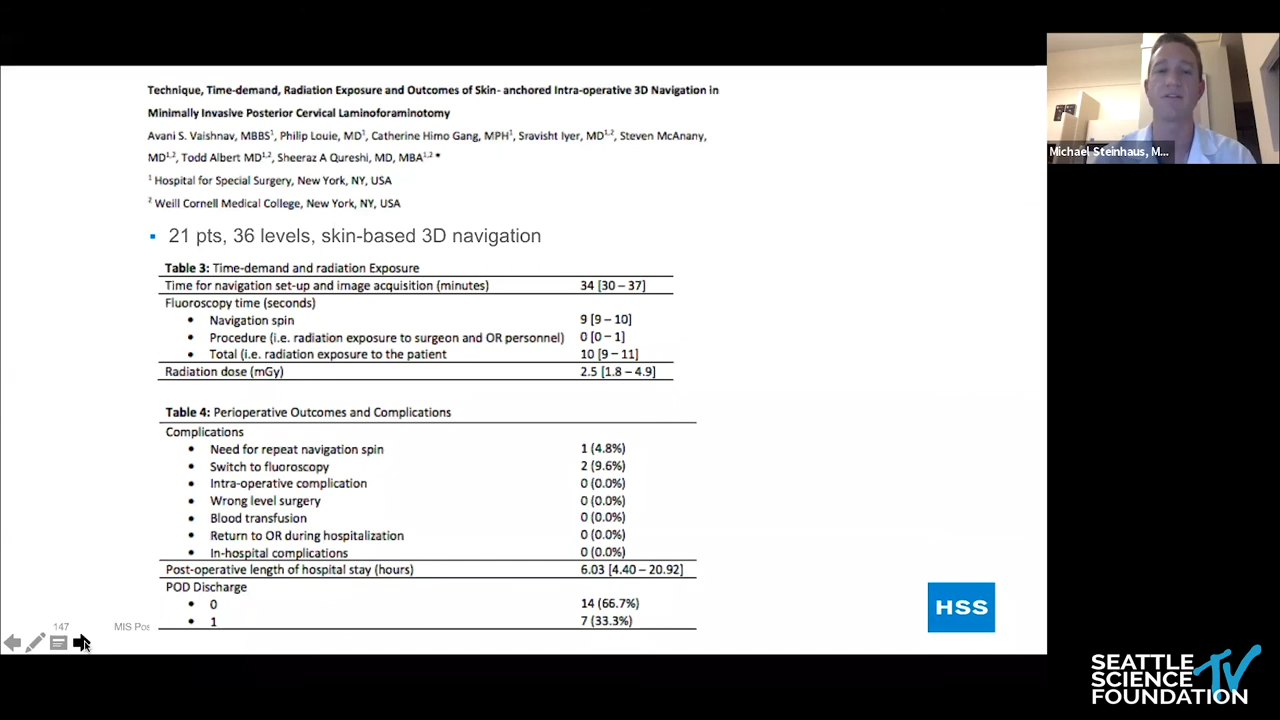 Technique, Time-demand, Radiation Exposure and Outcomes of Skin- anchored Intra-operative 3D Navigation in
Minimally Invasive Posterior Cervical Laminoforaminotomy
Avani S. Vaishnav, MBBS¹, Philip Louie, MD¹, Catherine Himo Gang, MPH¹, Sravisht Iyer, MD¹,², Steven McAnany,
MD¹,², Todd Albert MD¹,², Sheeraz A Qureshi, MD, MBA¹,² *
¹ Hospital for Special Surgery, New York, NY, USA
² Weill Cornell Medical College, New York, NY, USA
▪ 21 pts, 36 levels, skin-based 3D navigation
Table 3: Time-demand and radiation Exposure
Time for navigation set-up and image acquisition (minutes) 34 [30 – 37]
Fluoroscopy time (seconds)
• Navigation spin 9 [9 – 10]
• Procedure (i.e. radiation exposure to surgeon and OR personnel) 0 [0 – 1]
• Total (i.e. radiation exposure to the patient 10 [9 – 11]
Radiation dose (mGy) 2.5 [1.8 – 4.9]
Table 4: Perioperative Outcomes and Complications
Complications
• Need for repeat navigation spin 1 (4.8%)
• Switch to fluoroscopy 2 (9.6%)
• Intra-operative complication 0 (0.0%)
• Wrong level surgery 0 (0.0%)
• Blood transfusion 0 (0.0%)
• Return to OR during hospitalization 0 (0.0%)
• In-hospital complications 0 (0.0%)
Post-operative length of hospital stay (hours) 6.03 [4.40 – 20.92]
POD Discharge
• 0 14 (66.7%)
• 1 7 (33.3%)
147 MIS Pos
HSS
Michael Steinhaus, M...
SEATTLE
SCIENCE TV
FOUNDATION